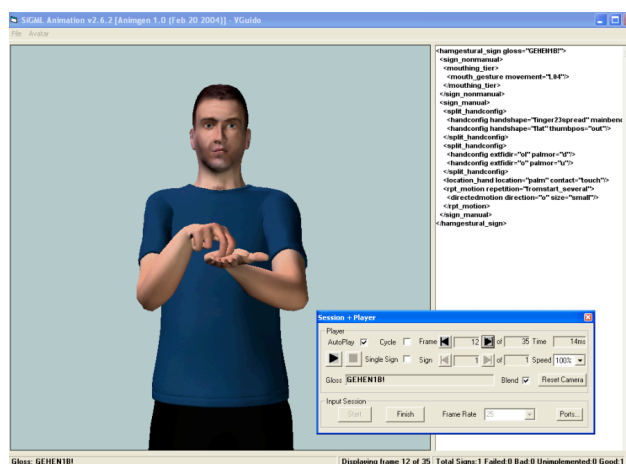 SiGML Animation v2.6.2 [Animgen 1.0 (Feb 20 2004)] - VGuido
File Avatar
<hamgestural_sign gloss="GEHEN1B!">
<sign_nonmanual>
<mouthing_tier>
<mouth_gesture movement="L04"/>
</mouthing_tier>
</sign_nonmanual>
<sign_manual>
<split_handconfig>
<handconfig handshape="finger23spread" mainbend
<handconfig handshape="flat" thumbpos="out"/>
</split_handconfig>
<split_handconfig>
<handconfig extfidir="ol" palmor="d"/>
<handconfig extfidir="o" palmor="u"/>
</split_handconfig>
<location_hand location="palm" contact="touch"/>
<rpt_motion repetition="fromstart_several">
<directedmotion direction="o" size="small"/>
</rpt_motion>
</sign_manual>
</hamgestural_sign>
Session + Player
Player
AutoPlay Cycle Frame 12 of 35 Time 14ms
Single Sign Sign 1 of 1 Speed 100%
Gloss GEHEN1B! Blend Reset Camera
Input Session
Start Finish Frame Rate 25 Ports...
Gloss: GEHEN1B! Displaying frame 12 of 35 Total Signs:1 Failed:0 Bad:0 Unimplemented:0 Good:1